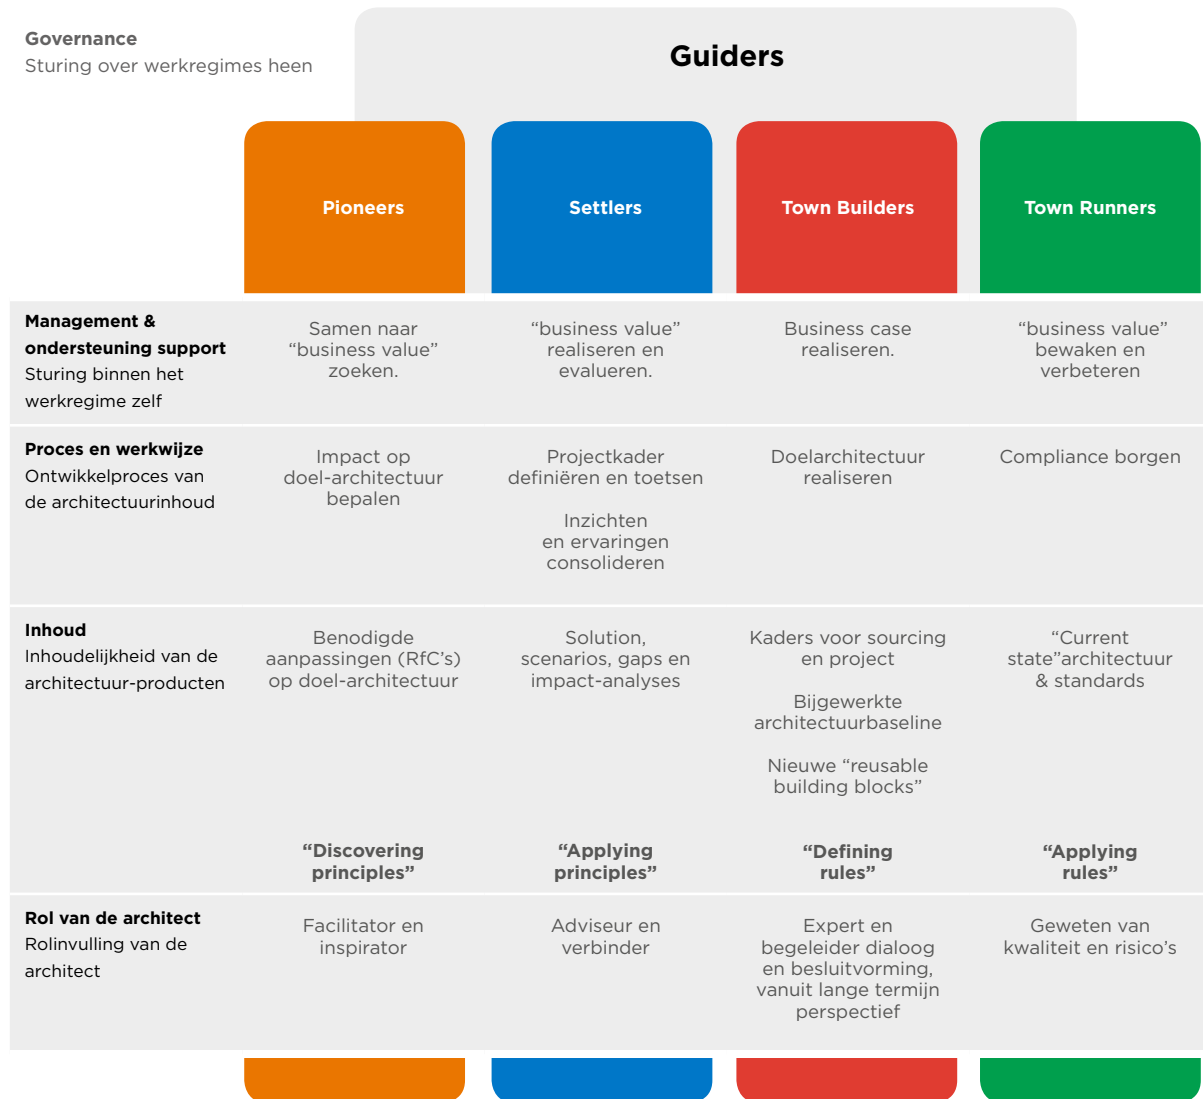 Governance
Sturing over werkregimes heen
Guiders
Pioneers
Settlers
Town Builders
Town Runners
Management &
ondersteuning support
Sturing binnen het
werkregime zelf
Samen naar
“business value”
zoeken.
“business value”
realiseren en
evalueren.
Business case
realiseren.
“business value”
bewaken en
verbeteren
Proces en werkwijze
Ontwikkelproces van
de architectuurinhoud
Impact op
doel-architectuur
bepalen
Projectkader
definiëren en toetsen
Inzichten
en ervaringen
consolideren
Doelarchitectuur
realiseren
Compliance borgen
Inhoud
Inhoudelijkheid van de
architectuur-producten
Benodigde
aanpassingen (RfC’s)
op doel-architectuur
“Discovering
principles”
Solution,
scenarios, gaps en
impact-analyses
“Applying
principles”
Kaders voor sourcing
en project
Bijgewerkte
architectuurbaseline
Nieuwe “reusable
building blocks”
“Defining
rules”
“Current
state”architectuur
& standards
“Applying
rules”
Rol van de architect
Rolinvulling van de
architect
Facilitator en
inspirator
Adviseur en
verbinder
Expert en
begeleider dialoog
en besluitvorming,
vanuit lange termijn
perspectief
Geweten van
kwaliteit en risico’s